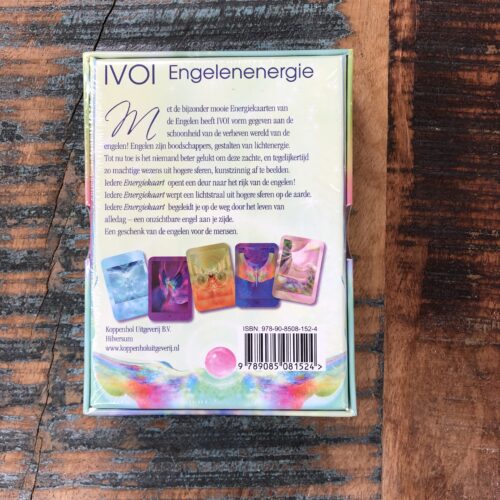 IVOI Engelenenergie
Met de bijzonder mooie Energiekaarten van
de Engelen heeft IVOI vorm gegeven aan de
schoonheid van de verheven wereld van de
engelen! Engelen zijn boodschappers, gestalten van lichtenergie.
Tot nu toe is het niemand beter gelukt om deze zachte, en tegelijkertijd
zo machtige wezens uit hogere sferen, kunstzinnig af te beelden.
Iedere Energiekaart opent een deur naar het rijk van de engelen!
Iedere Energiekaart werpt een lichtstraal uit hogere sferen op de aarde.
Iedere Energiekaart begeleidt je op de weg door het leven van
alledag – een onzichtbare engel aan je zijde.
Een geschenk van de engelen voor de mensen.
Koppenhol Uitgeverij B.V.
Hilversum
www.koppenholuitgeverij.nl
ISBN 978-90-8508-152-4
9 789085 081524>